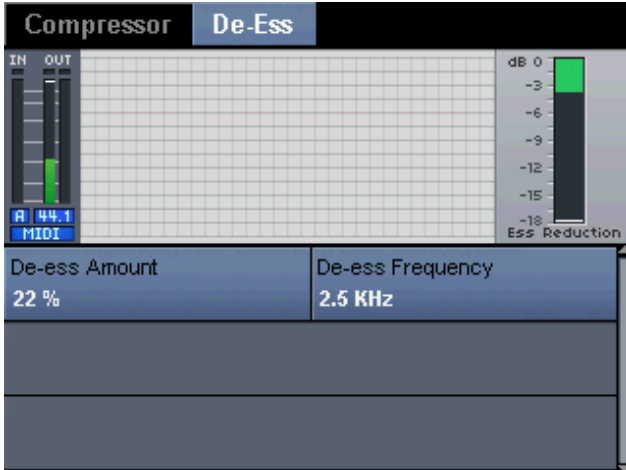 Compressor De-Ess
IN OUT
dB 0
-3
-6
-9
-12
-15
-18
Ess Reduction
A 44.1
MIDI
De-ess Amount De-ess Frequency
22 % 2.5 KHz